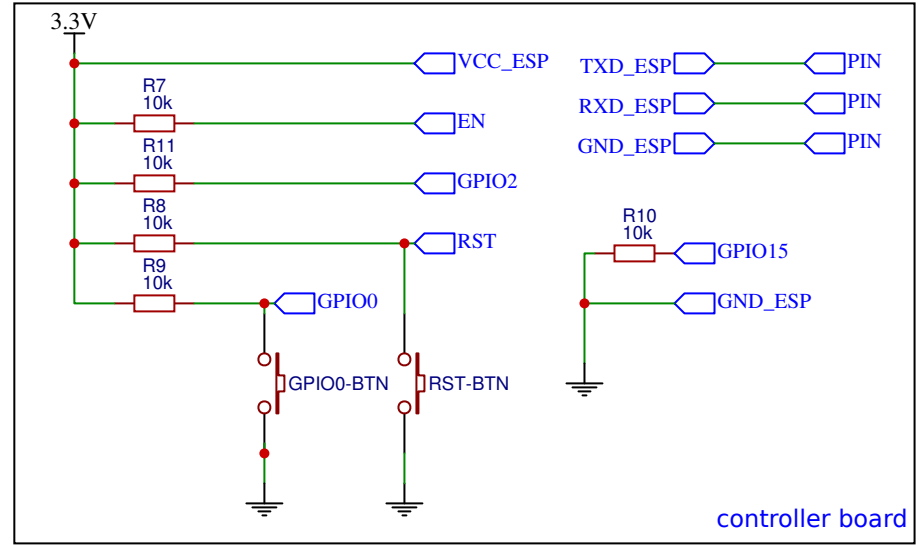 3.3V
VCC_ESP
R7
10k
EN
R11
10k
GPIO2
R8
10k
RST
R9
10k
GPIO0
GPIO0-BTN
RST-BTN
TXD_ESP
PIN
RXD_ESP
PIN
GND_ESP
PIN
R10
10k
GPIO15
GND_ESP
controller board